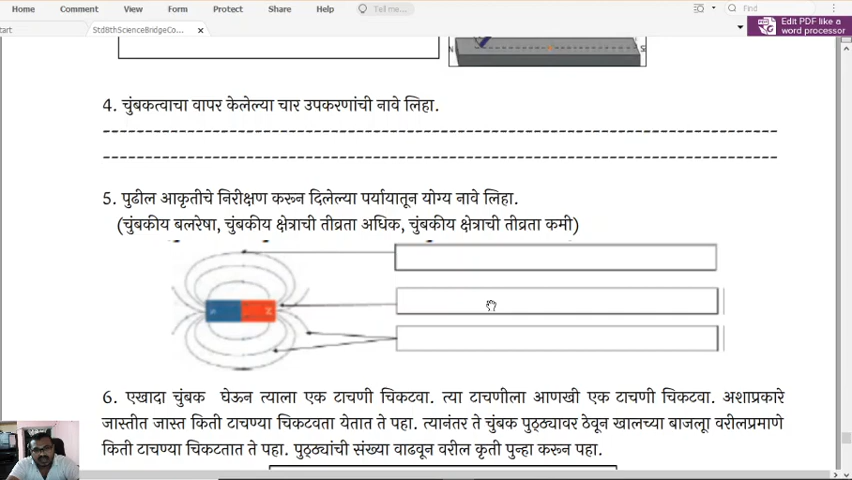 Home Comment View Form Protect Share Help Tell me... Find
tart Std8thScienceBridgeCo... × Edit PDF like a
word processor
N S
4. चुंबकत्वाचा वापर केलेल्या चार उपकरणांची नावे लिहा.
5. पुढील आकृतीचे निरीक्षण करून दिलेल्या पर्यायातून योग्य नावे लिहा.
(चुंबकीय बलरेषा, चुंबकीय क्षेत्राची तीव्रता अधिक, चुंबकीय क्षेत्राची तीव्रता कमी)
6. एखादा चुंबक घेऊन त्याला एक टाचणी चिकटवा. त्या टाचणीला आणखी एक टाचणी चिकटवा. अशाप्रकारे
जास्तीत जास्त किती टाचण्या चिकटवता येतात ते पहा. त्यानंतर ते चुंबक पुठ्ठ्यावर ठेवून खालच्या बाजलूा वरीलप्रमाणे
किती टाचण्या चिकटतात ते पहा. पुठ्ठ्यांची संख्या वाढवून वरील कृती पुन्हा करून पहा.